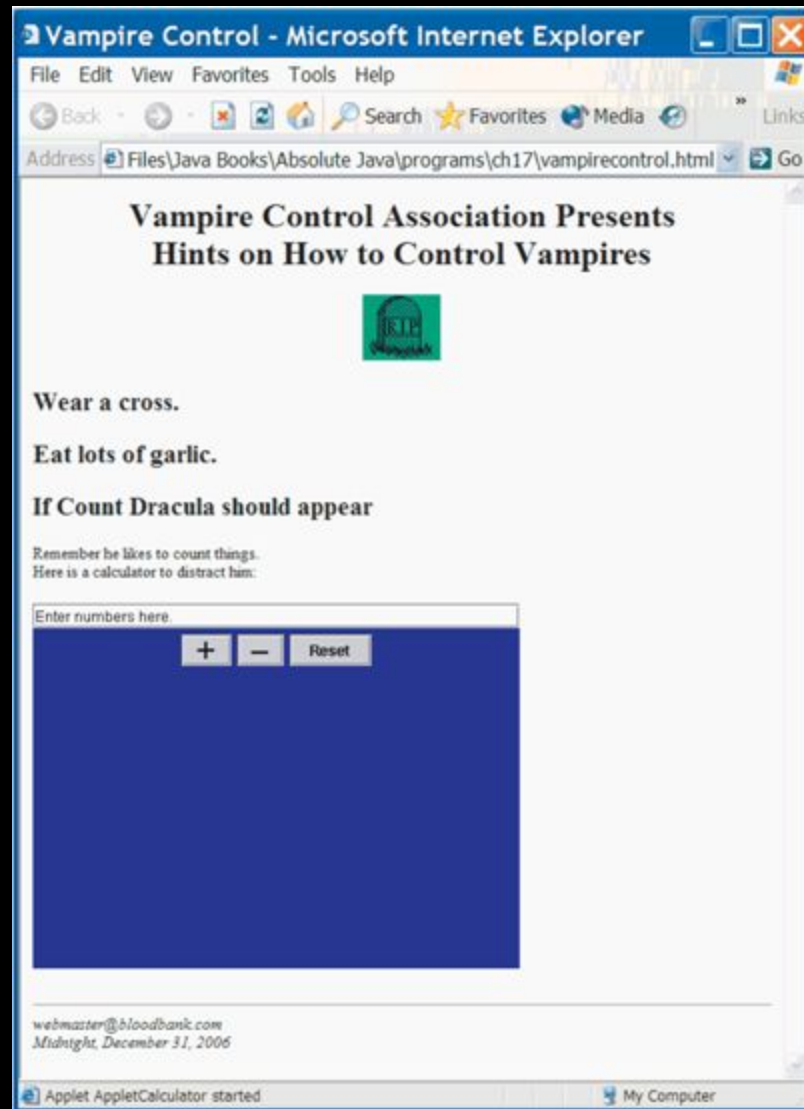 Vampire Control - Microsoft Internet Explorer
File Edit View Favorites Tools Help
Back Search Favorites Media » Links
Address Files\Java Books\Absolute Java\programs\ch17\vampirecontrol.html Go
Vampire Control Association Presents
Hints on How to Control Vampires
R.I.P
Wear a cross.
Eat lots of garlic.
If Count Dracula should appear
Remember he likes to count things.
Here is a calculator to distract him:
Enter numbers here.
+ − Reset
webmaster@bloodbank.com
Midnight, December 31, 2006
Applet AppletCalculator started My Computer